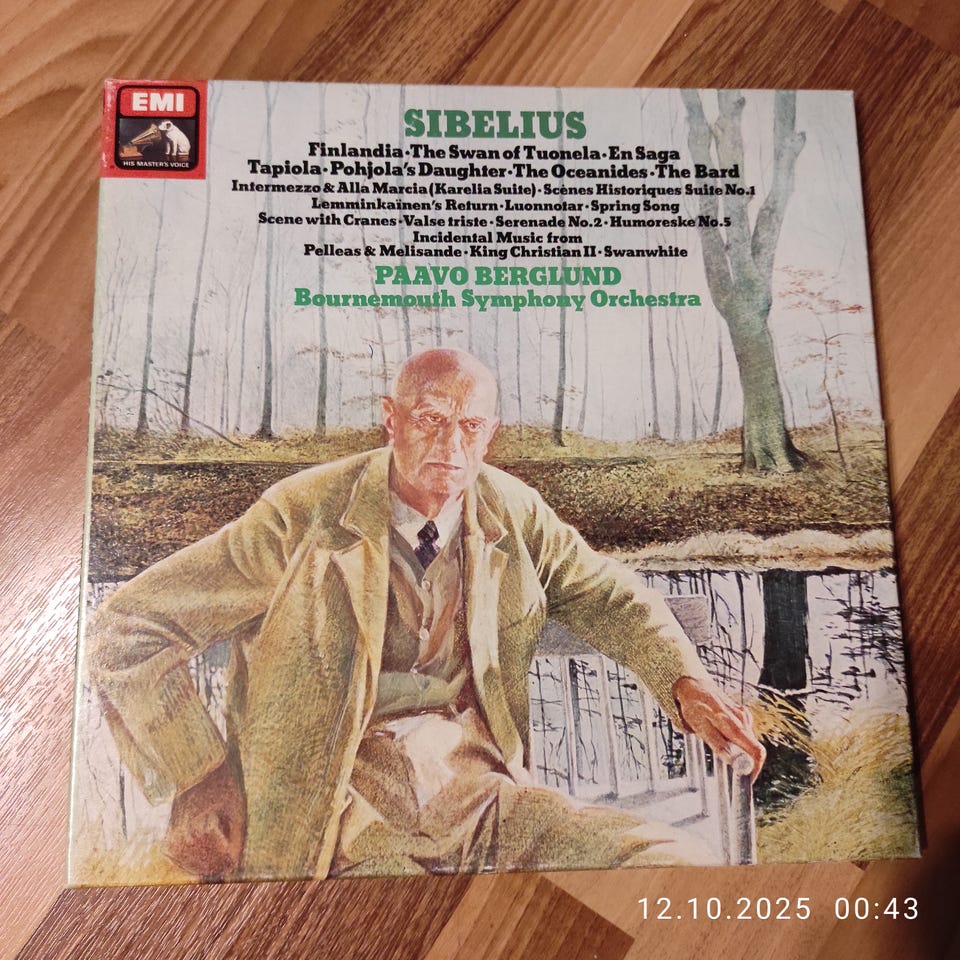 EMI
HIS MASTER'S VOICE
SIBELIUS
Finlandia·The Swan of Tuonela·En Saga
Tapiola·Pohjola's Daughter·The Oceanides·The Bard
Intermezzo & Alla Marcia (Karelia Suite)·Scènes Historiques Suite No.1
Lemminkaïnen's Return·Luonnotar·Spring Song
Scene with Cranes·Valse triste·Serenade No.2·Humoreske No.5
Incidental Music from
Pelleas & Melisande·King Christian II·Swanwhite
PAAVO BERGLUND
Bournemouth Symphony Orchestra
12.10.2025 00:43